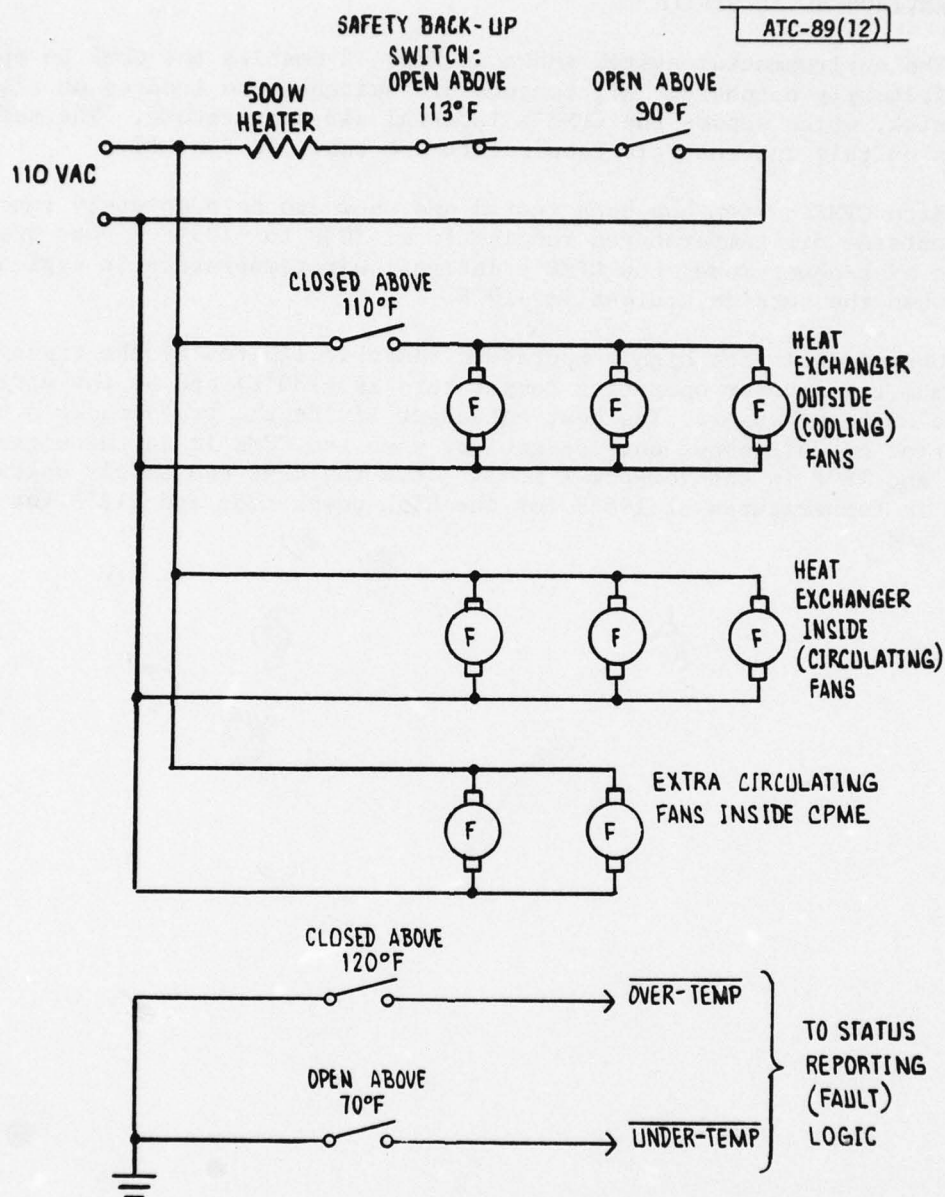 ATC-89(12)
SAFETY BACK-UP
SWITCH:
OPEN ABOVE
113°F
OPEN ABOVE
90°F
500W
HEATER
110 VAC
CLOSED ABOVE
110°F
F
F
F
HEAT
EXCHANGER
OUTSIDE
(COOLING)
FANS
F
F
F
HEAT
EXCHANGER
INSIDE
(CIRCULATING)
FANS
F
F
EXTRA CIRCULATING
FANS INSIDE CPME
CLOSED ABOVE
120°F
OVER-TEMP
OPEN ABOVE
70°F
UNDER-TEMP
TO STATUS
REPORTING
(FAULT)
LOGIC